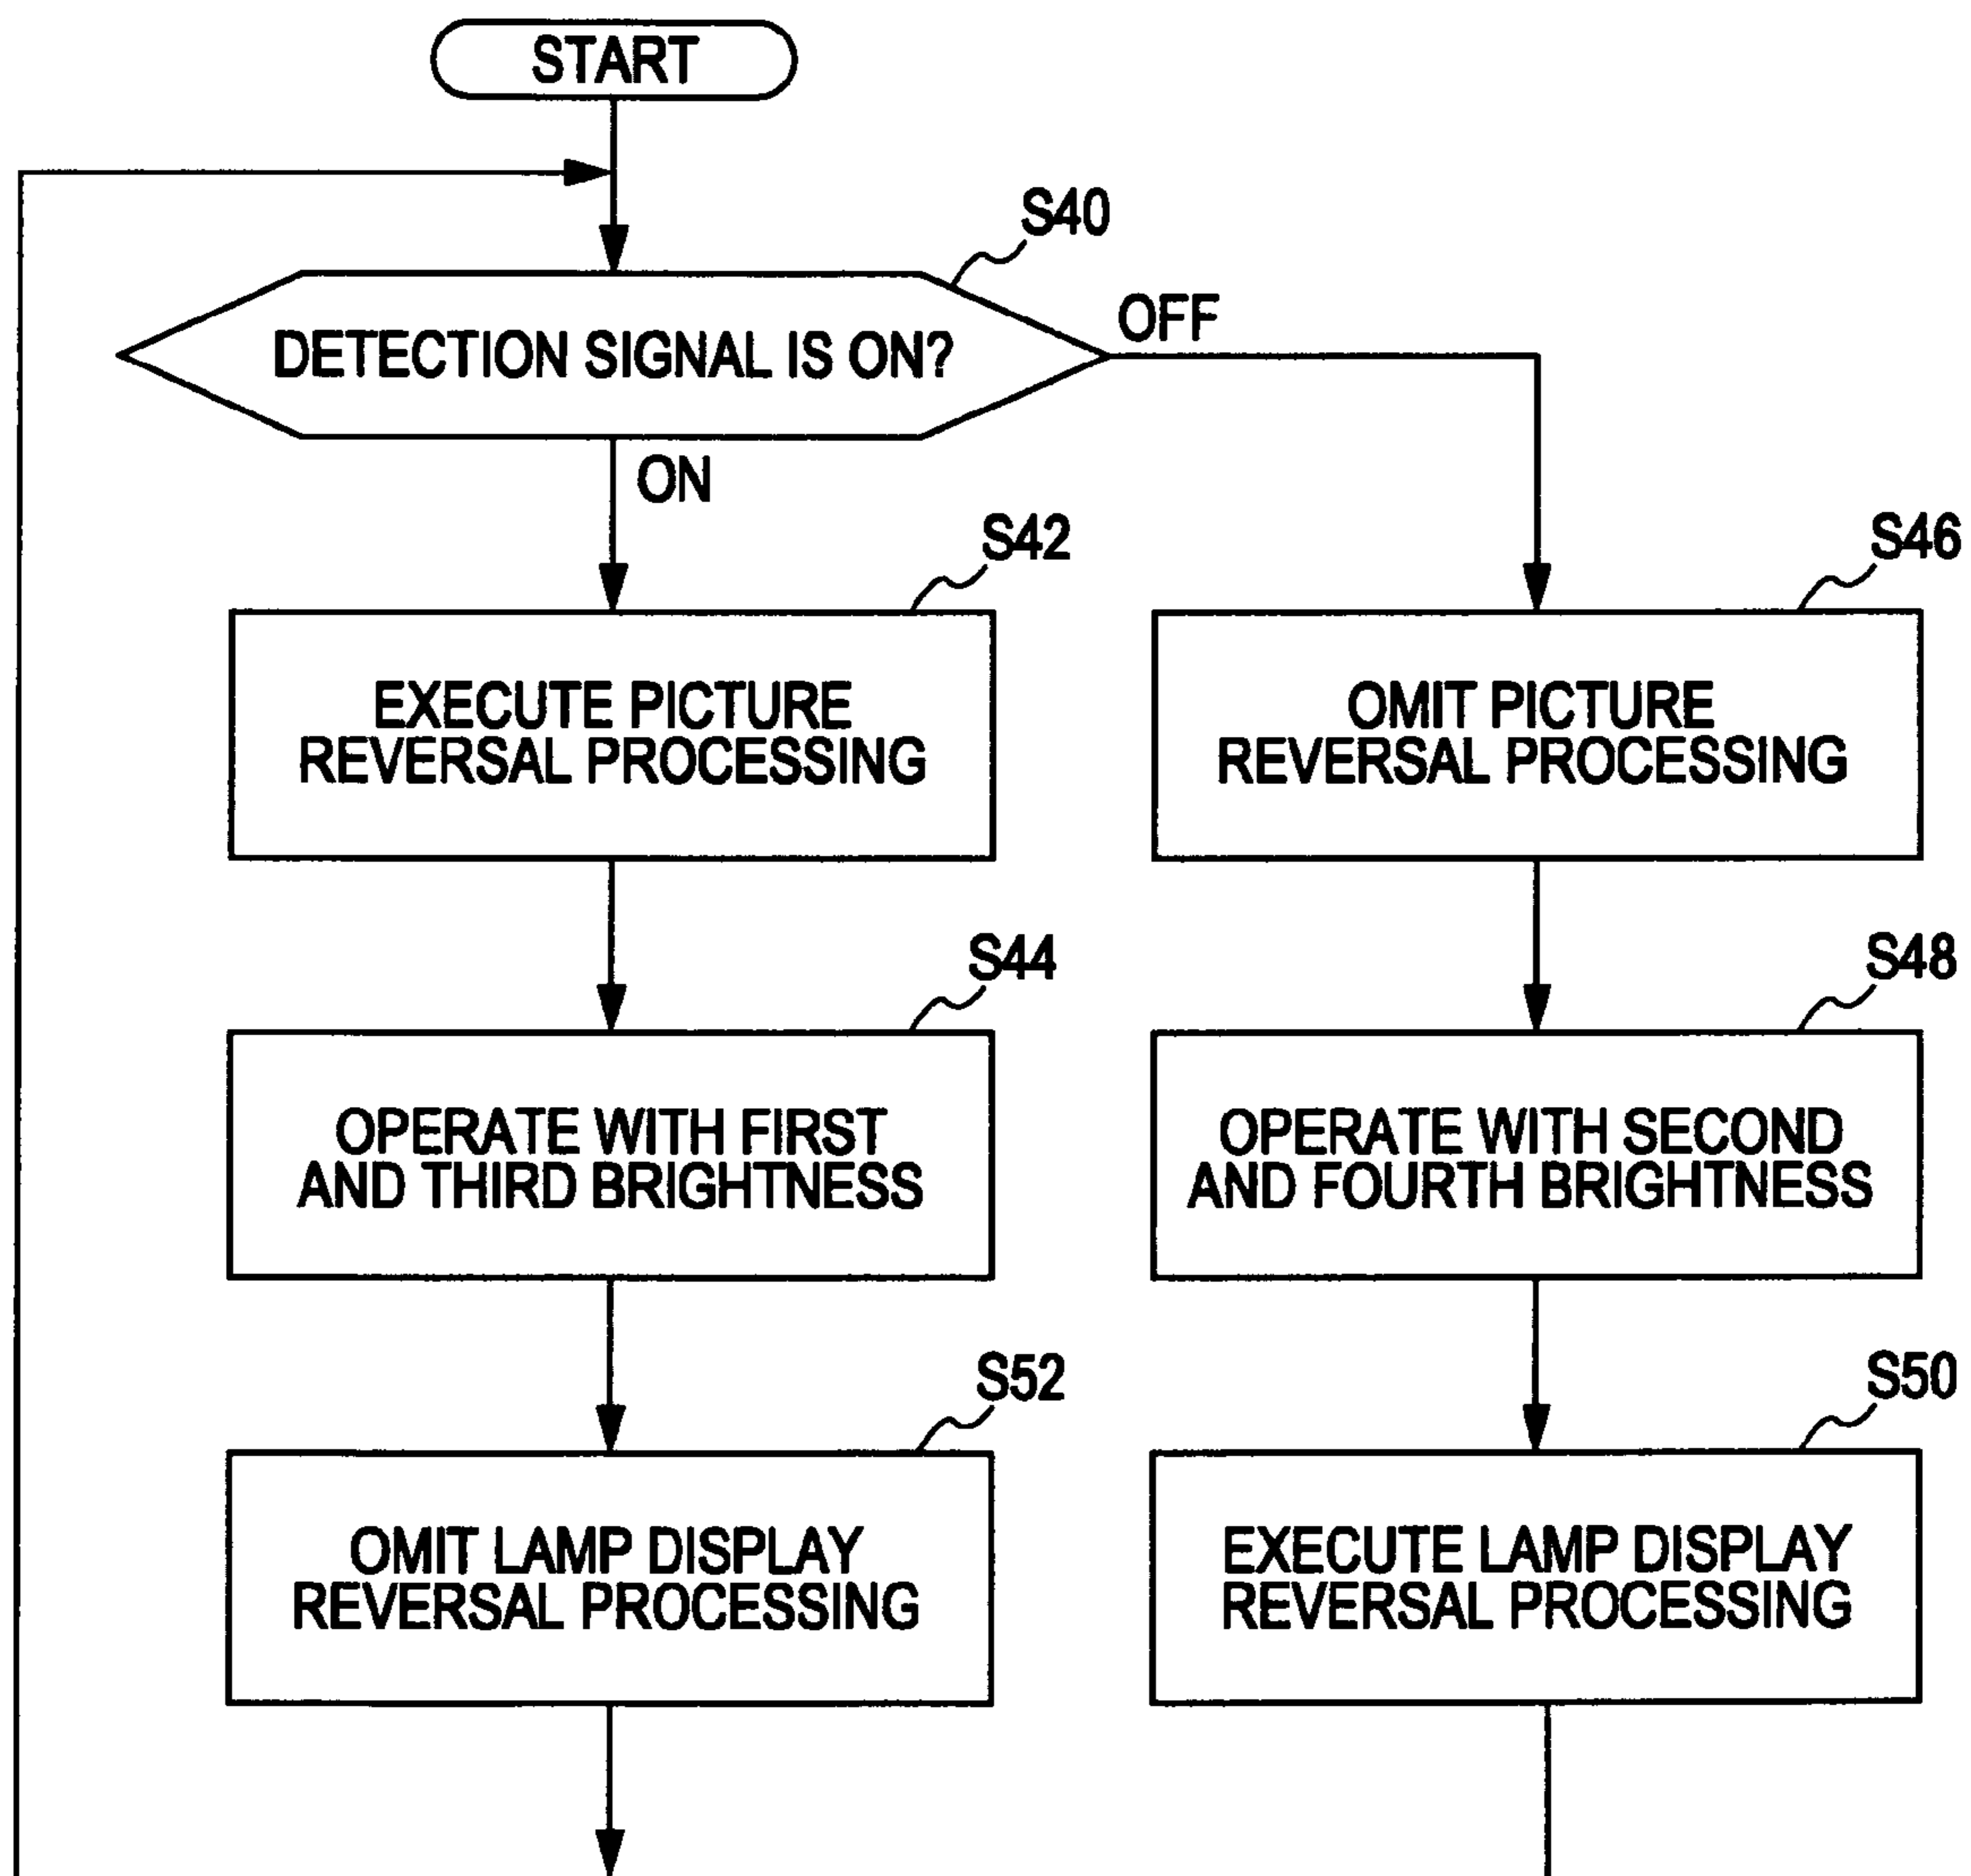 START
S40
DETECTION SIGNAL IS ON?
OFF
ON
S42
S46
EXECUTE PICTURE
REVERSAL PROCESSING
OMIT PICTURE
REVERSAL PROCESSING
S44
S48
OPERATE WITH FIRST
AND THIRD BRIGHTNESS
OPERATE WITH SECOND
AND FOURTH BRIGHTNESS
S52
S50
OMIT LAMP DISPLAY
REVERSAL PROCESSING
EXECUTE LAMP DISPLAY
REVERSAL PROCESSING